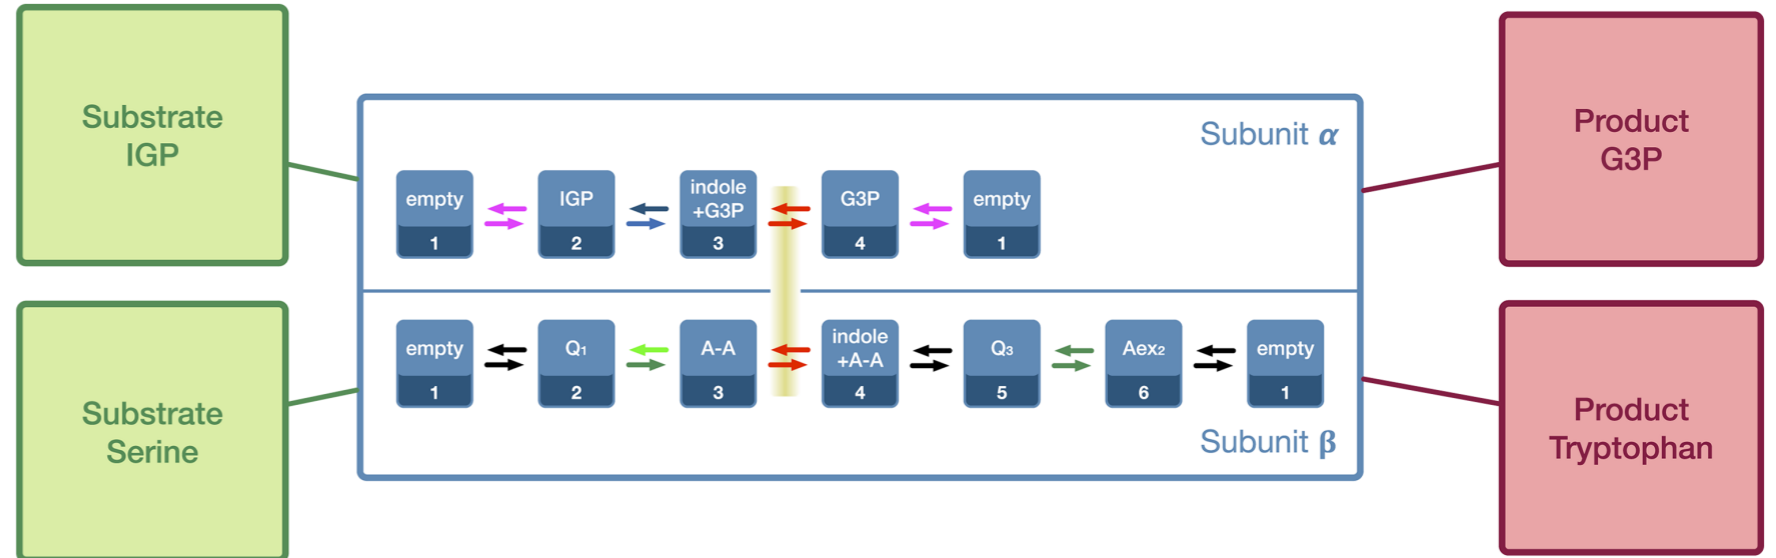 Substrate
IGP
Substrate
Serine
Subunit α
empty
1
IGP
2
indole
+G3P
3
G3P
4
empty
1
empty
1
Q1
2
A-A
3
indole
+A-A
4
Q3
5
Aex2
6
empty
1
Subunit β
Product
G3P
Product
Tryptophan